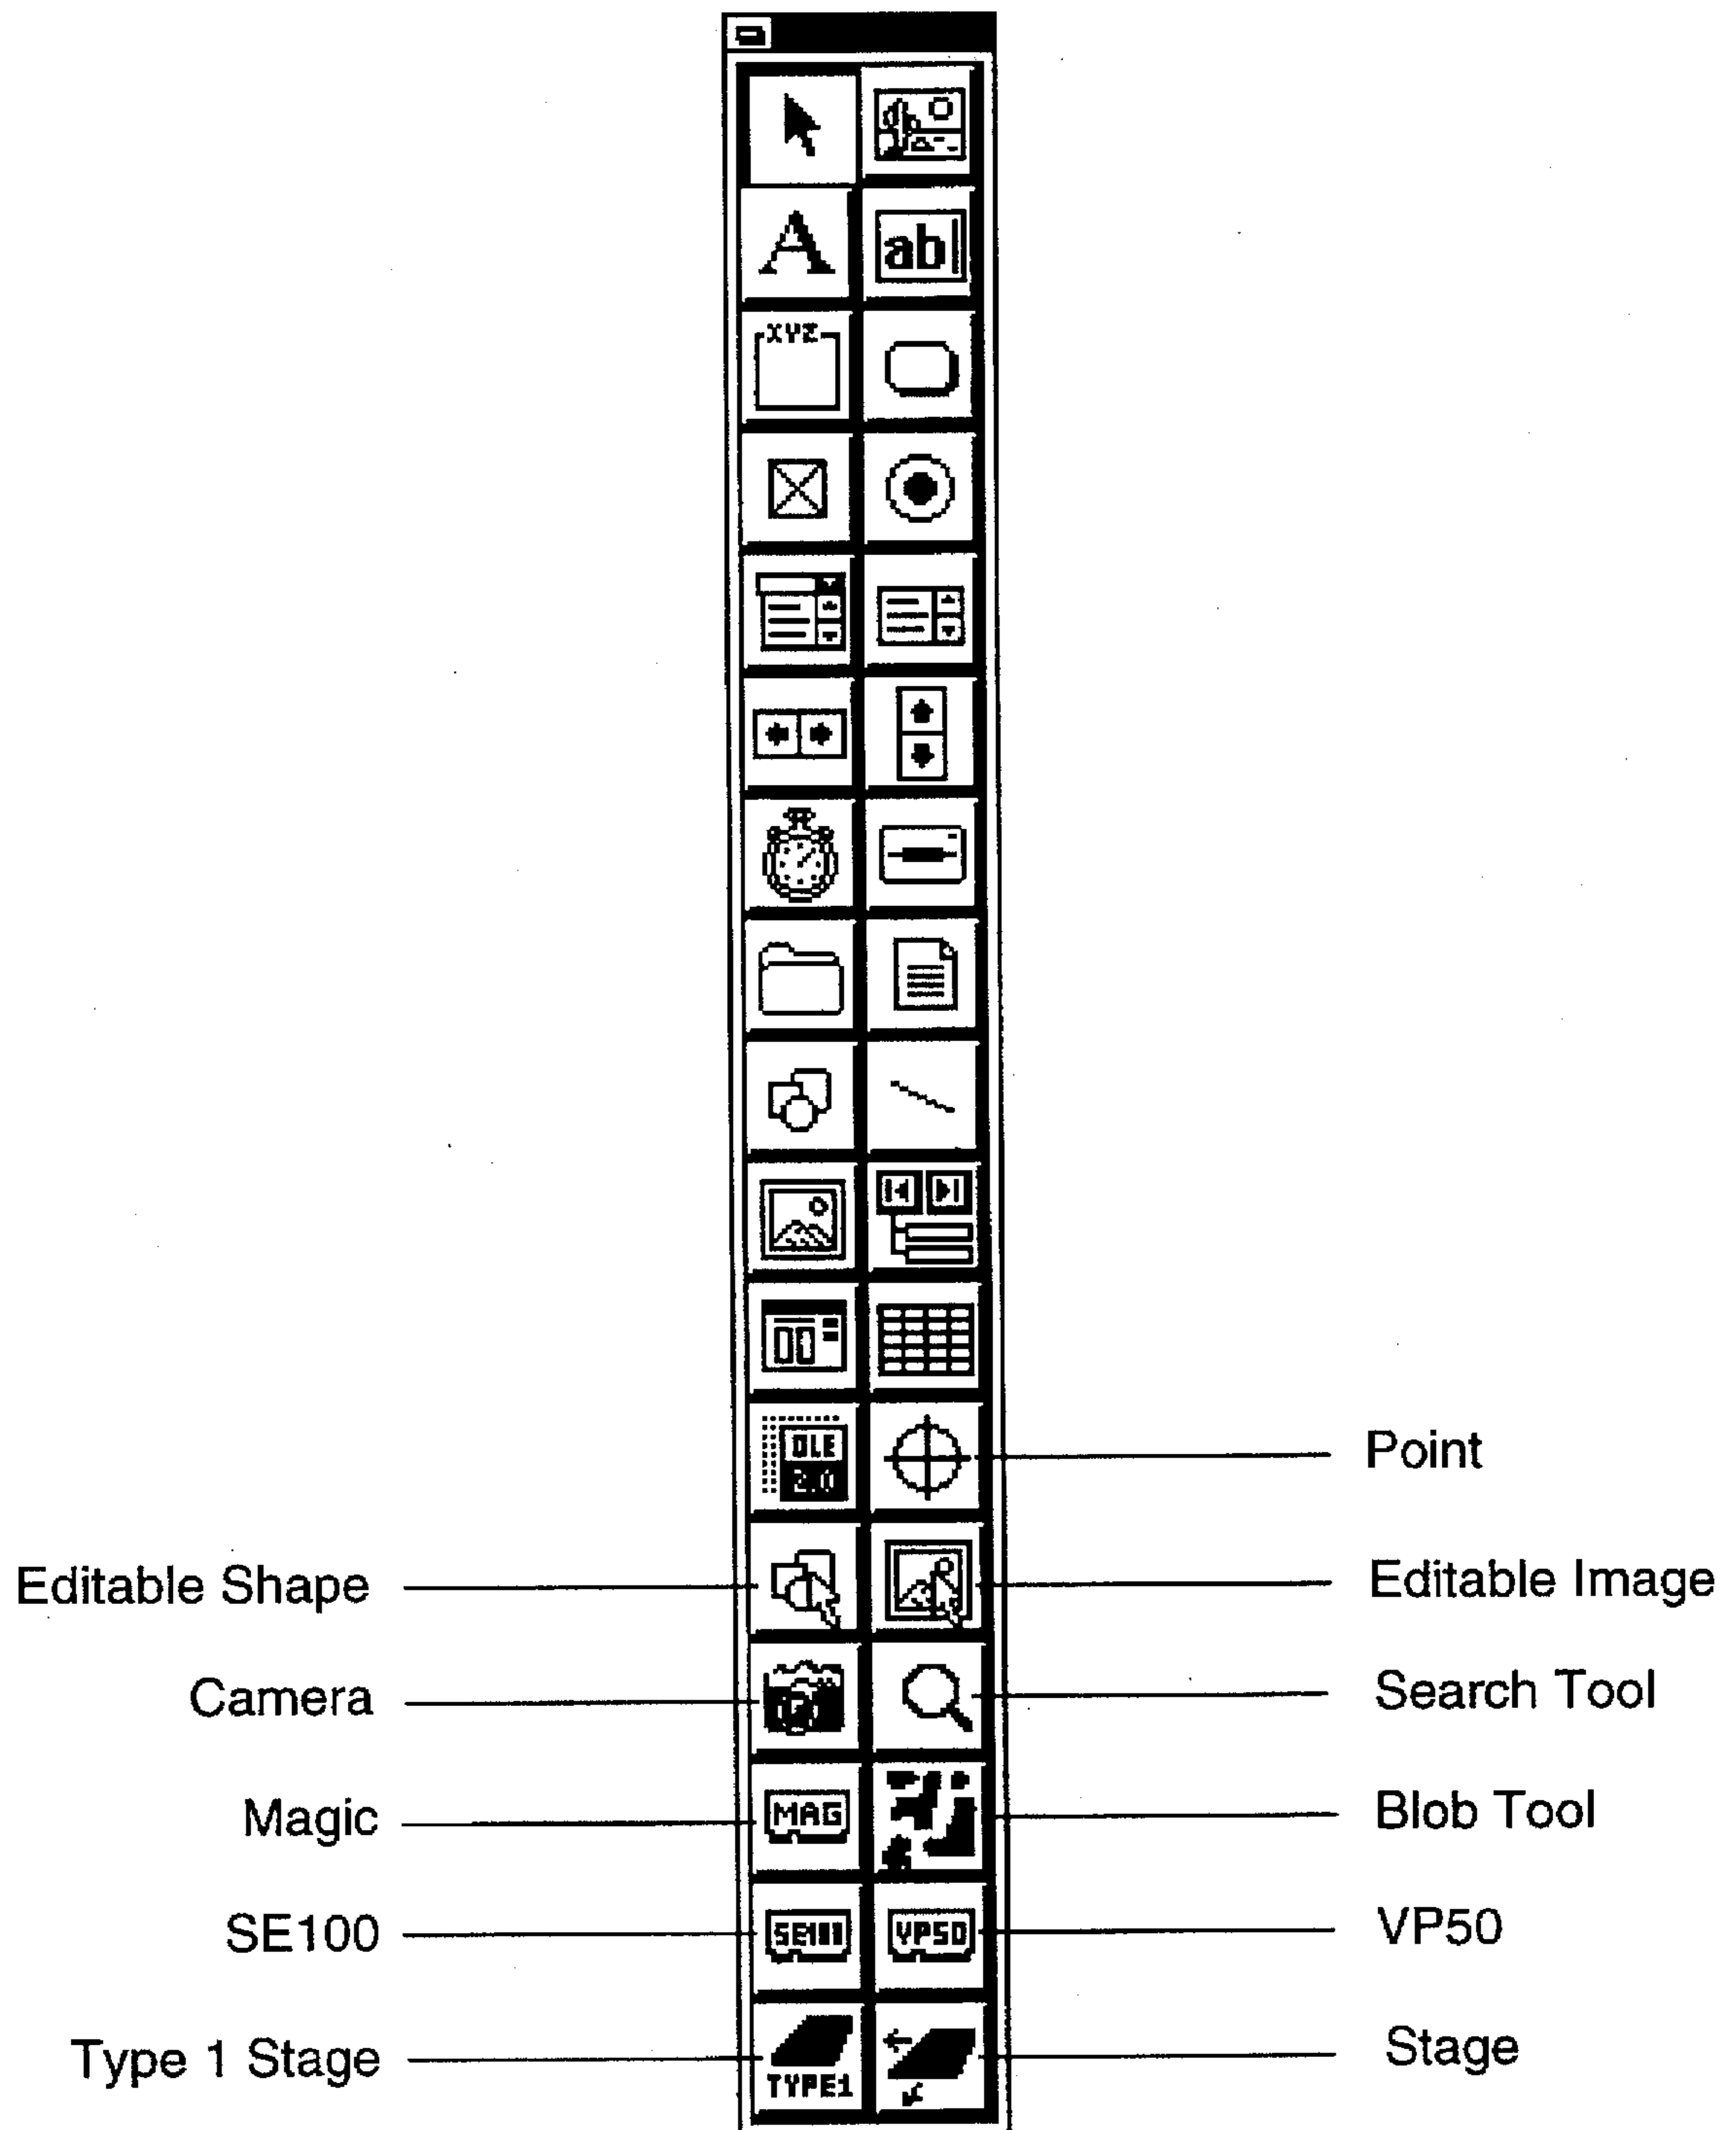 A
ab
XYZ
OLE
2.0
Point
Editable Shape
Editable Image
Camera
Search Tool
Magic
MAG
Blob Tool
SE100
VP50
VP50
Type 1 Stage
TYPE1
Stage